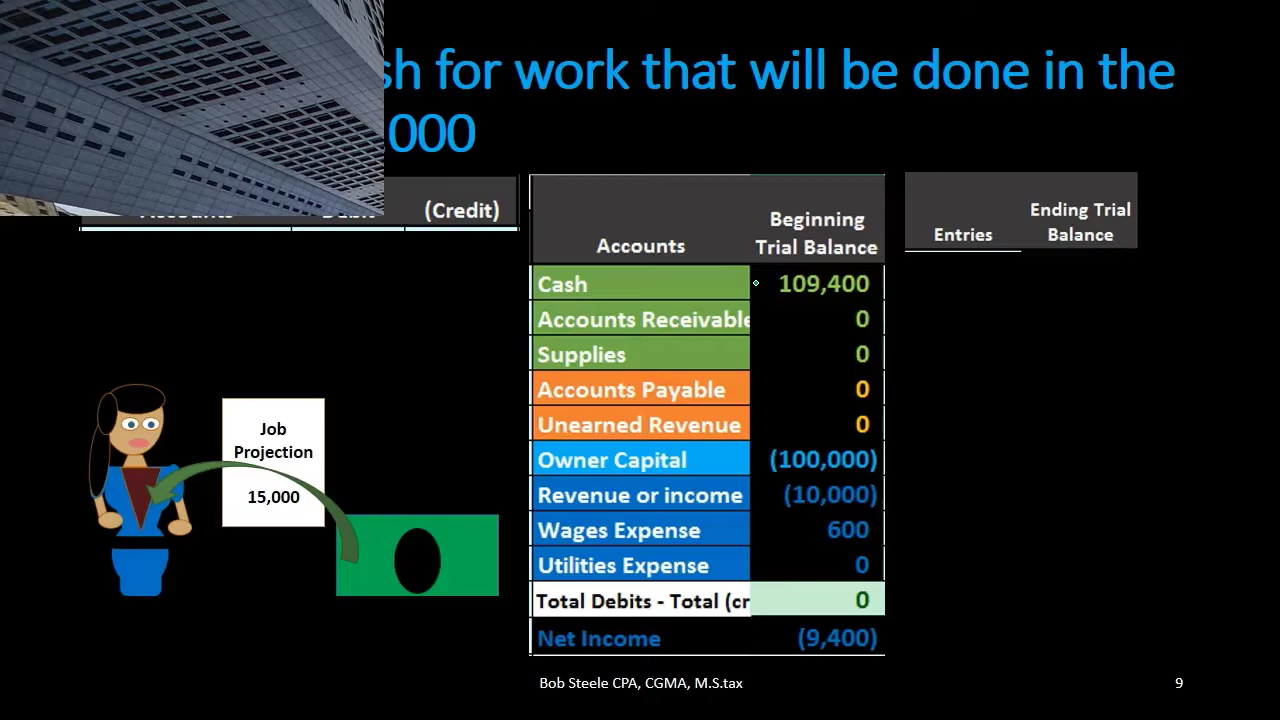 for work that will be done in the
000
(Credit)
Accounts
Beginning
Trial Balance
Entries
Ending Trial
Balance
Cash 109,400
Accounts Receivable 0
Supplies 0
Accounts Payable 0
Unearned Revenue 0
Owner Capital (100,000)
Revenue or income (10,000)
Wages Expense 600
Utilities Expense 0
Total Debits - Total (cr 0
Net Income (9,400)
Job
Projection
15,000
Bob Steele CPA, CGMA, M.S.tax
9